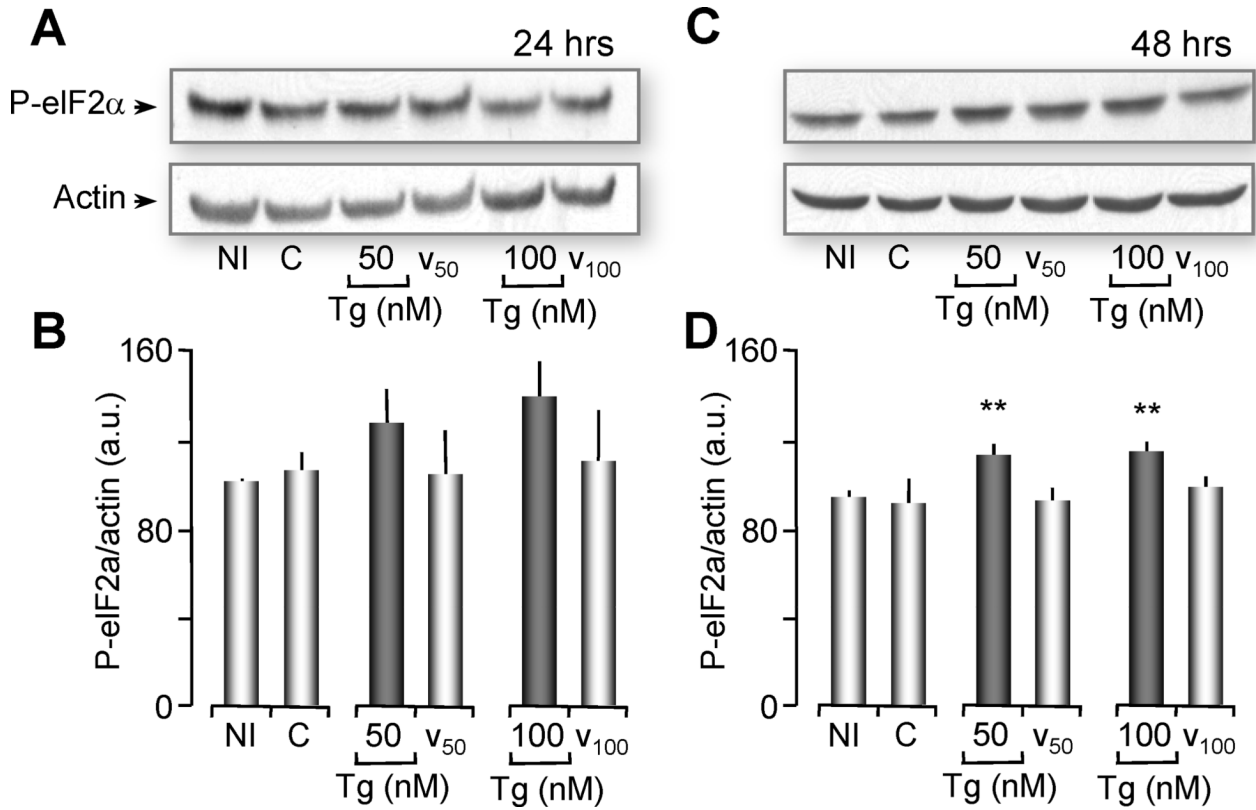 A
24 hrs
P-eIF2α
Actin
NI C 50 v₅₀ 100 v₁₀₀
Tg (nM) Tg (nM)
C
48 hrs
NI C 50 v₅₀ 100 v₁₀₀
Tg (nM) Tg (nM)
B
P-eIF2a/actin (a.u.)
160
80
0
NI C 50 v₅₀ 100 v₁₀₀
Tg (nM) Tg (nM)
D
P-eIF2a/actin (a.u.)
160
** **
80
0
NI C 50 v₅₀ 100 v₁₀₀
Tg (nM) Tg (nM)